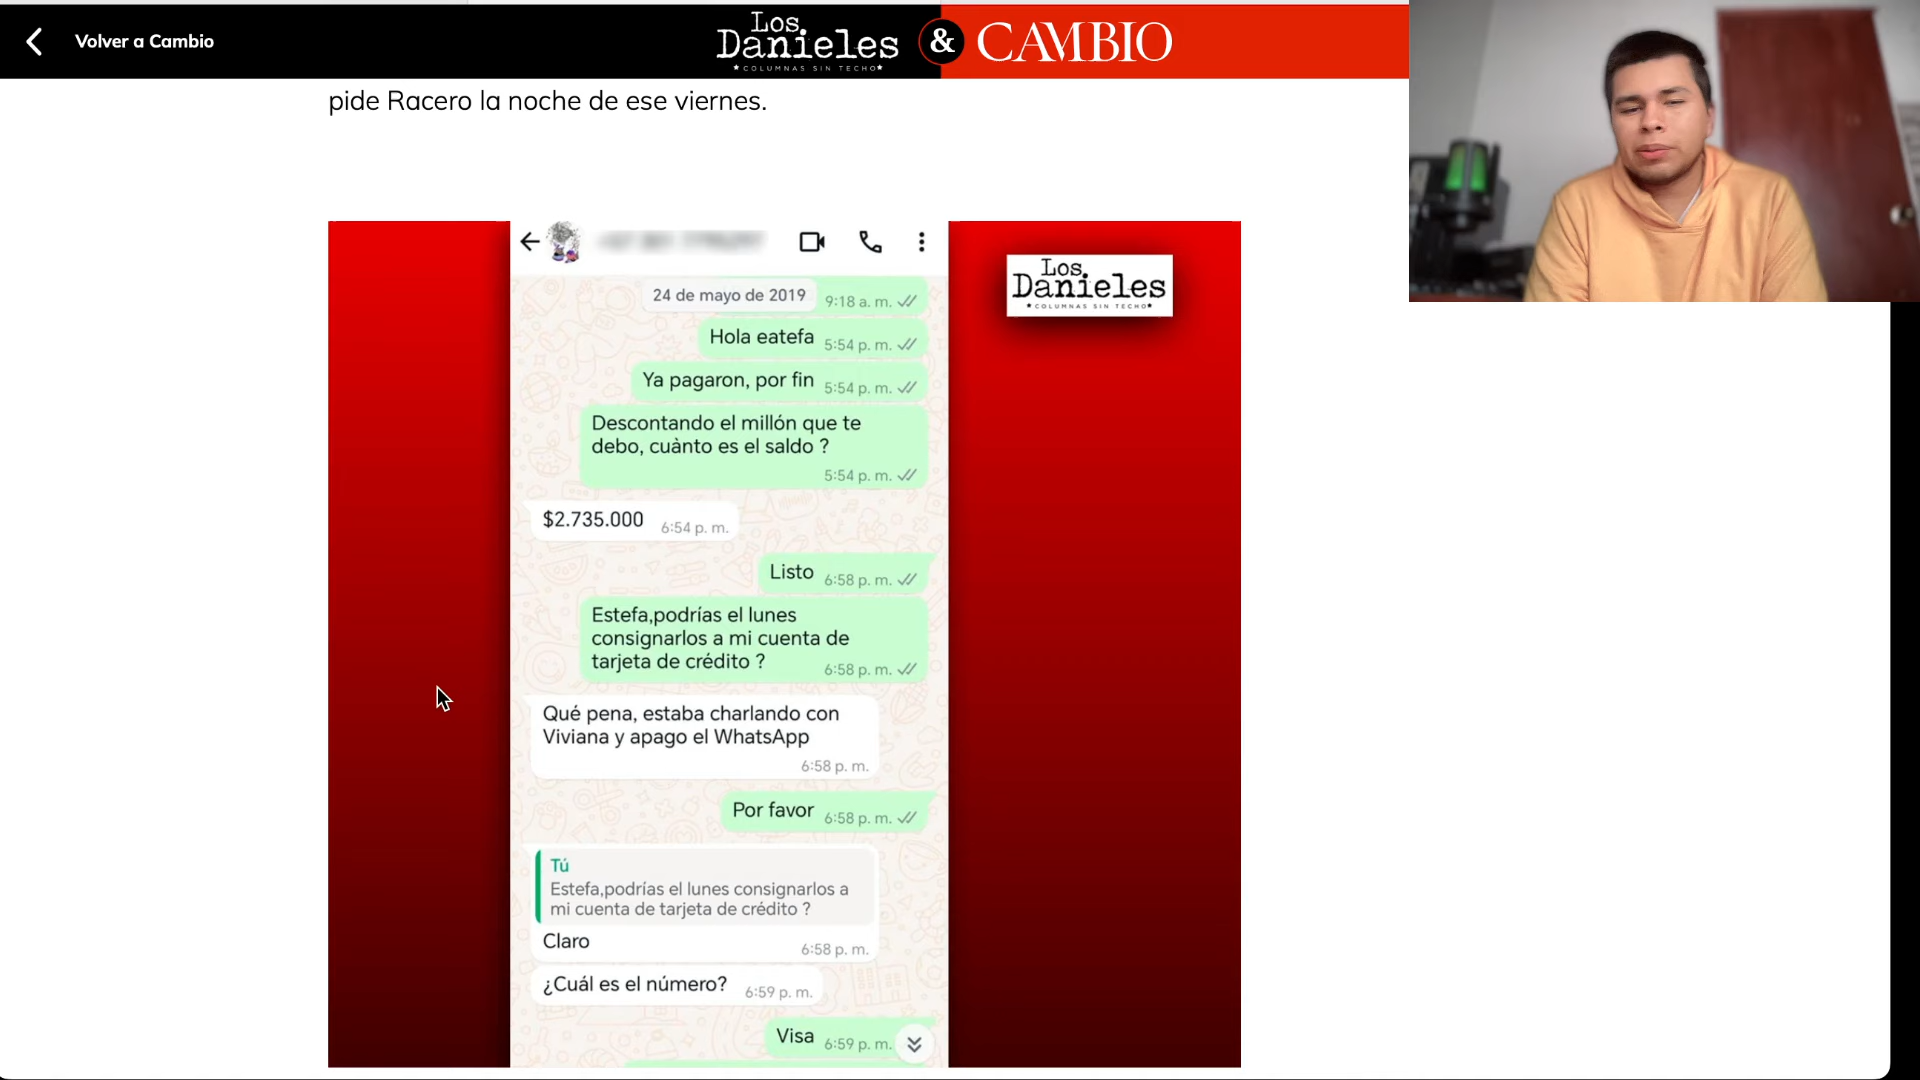 Volver a Cambio
Los
Danieles
COLUMNAS SIN TECHO
&
CAMBIO
pide Racero la noche de ese viernes.
24 de mayo de 2019
9:18 a. m.
Hola eatefa 5:54 p. m.
Ya pagaron, por fin 5:54 p. m.
Descontando el millón que te
debo, cuànto es el saldo ?
5:54 p. m.
$2.735.000 6:54 p. m.
Listo 6:58 p. m.
Estefa,podrías el lunes
consignarlos a mi cuenta de
tarjeta de crédito ? 6:58 p. m.
Qué pena, estaba charlando con
Viviana y apago el WhatsApp
6:58 p. m.
Por favor 6:58 p. m.
Tú
Estefa,podrías el lunes consignarlos a
mi cuenta de tarjeta de crédito ?
Claro 6:58 p. m.
¿Cuál es el número? 6:59 p. m.
Visa 6:59 p. m.
Los
Danieles
COLUMNAS SIN TECHO